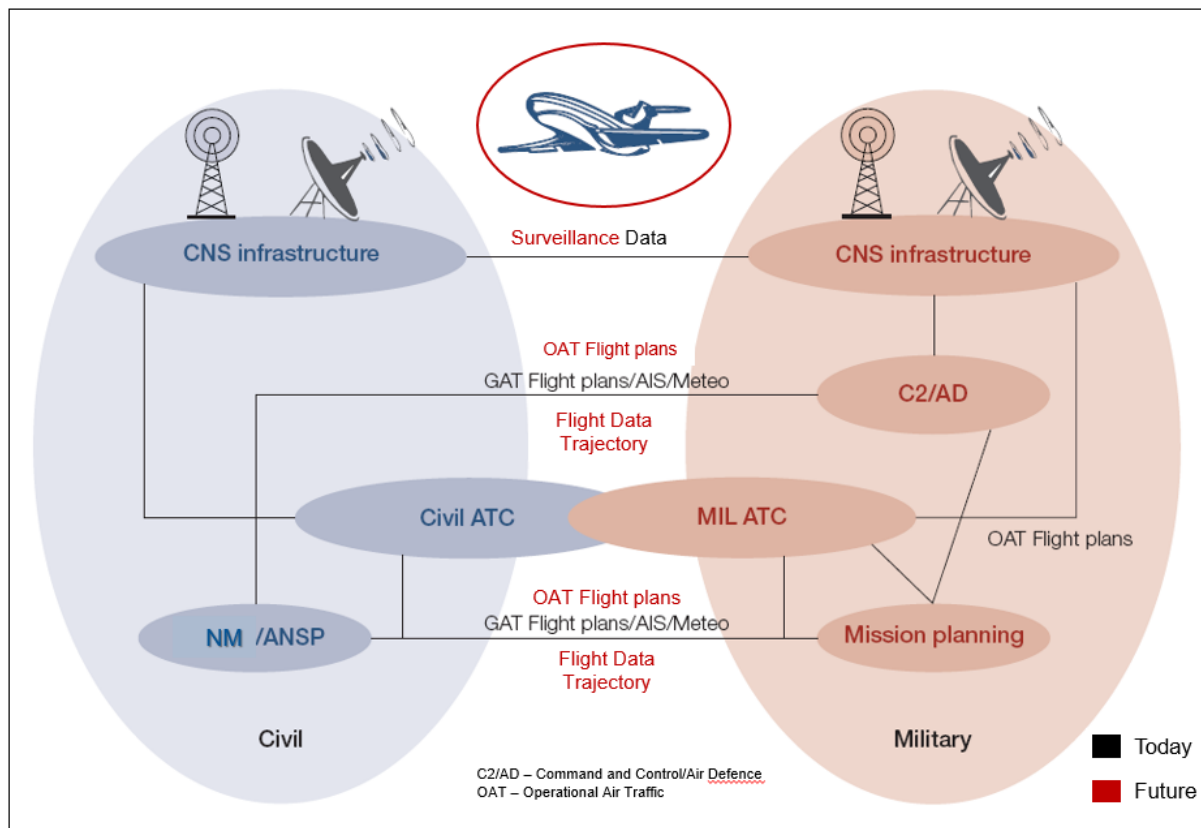 Surveillance Data
CNS infrastructure
CNS infrastructure
OAT Flight plans
GAT Flight plans/AIS/Meteo
C2/AD
Flight Data
Trajectory
Civil ATC
MIL ATC
OAT Flight plans
OAT Flight plans
GAT Flight plans/AIS/Meteo
NM /ANSP
Mission planning
Flight Data
Trajectory
Civil
Military
Today
C2/AD – Command and Control/Air Defence
OAT – Operational Air Traffic
Future